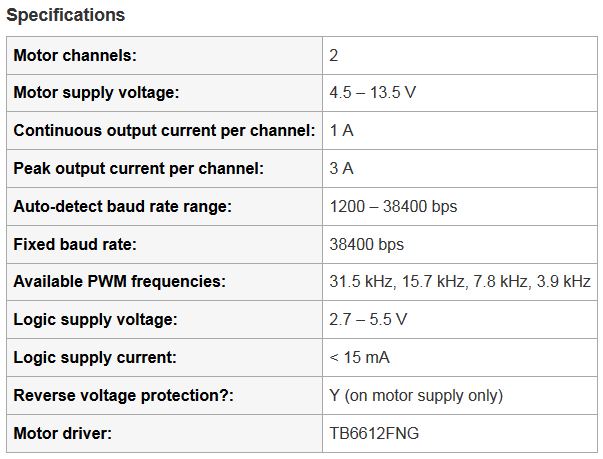 Specifications
Motor channels: 2
Motor supply voltage: 4.5 – 13.5 V
Continuous output current per channel: 1 A
Peak output current per channel: 3 A
Auto-detect baud rate range: 1200 – 38400 bps
Fixed baud rate: 38400 bps
Available PWM frequencies: 31.5 kHz, 15.7 kHz, 7.8 kHz, 3.9 kHz
Logic supply voltage: 2.7 – 5.5 V
Logic supply current: < 15 mA
Reverse voltage protection?: Y (on motor supply only)
Motor driver: TB6612FNG